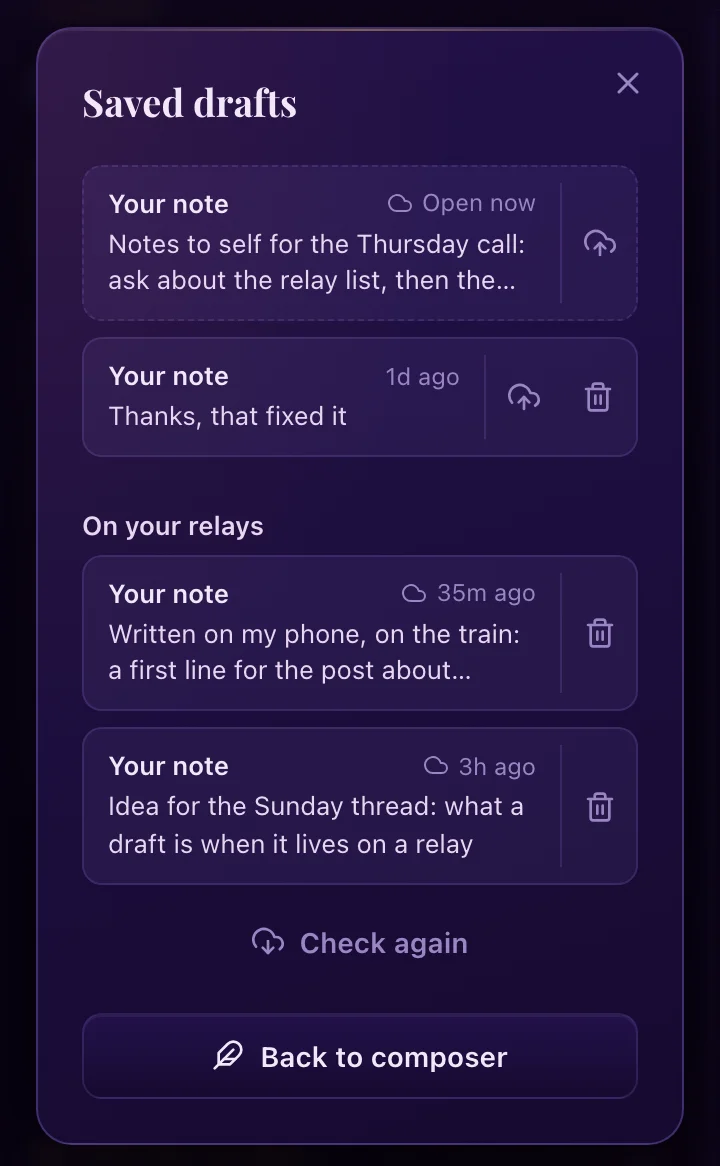 Saved drafts
Your note
Open now
Notes to self for the Thursday call:
ask about the relay list, then the...
Your note
1d ago
Thanks, that fixed it
On your relays
Your note
35m ago
Written on my phone, on the train:
a first line for the post about...
Your note
3h ago
Idea for the Sunday thread: what a
draft is when it lives on a relay
Check again
Back to composer